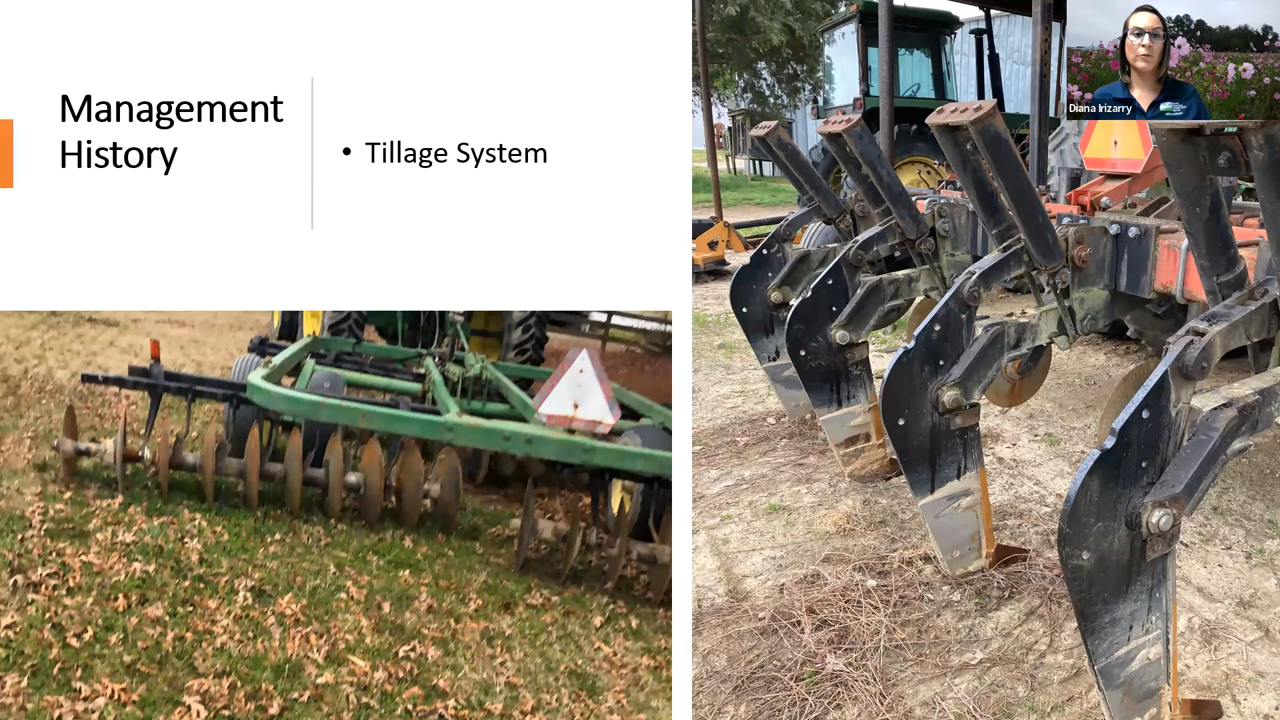 Management
History
• Tillage System
Diana Irizarry